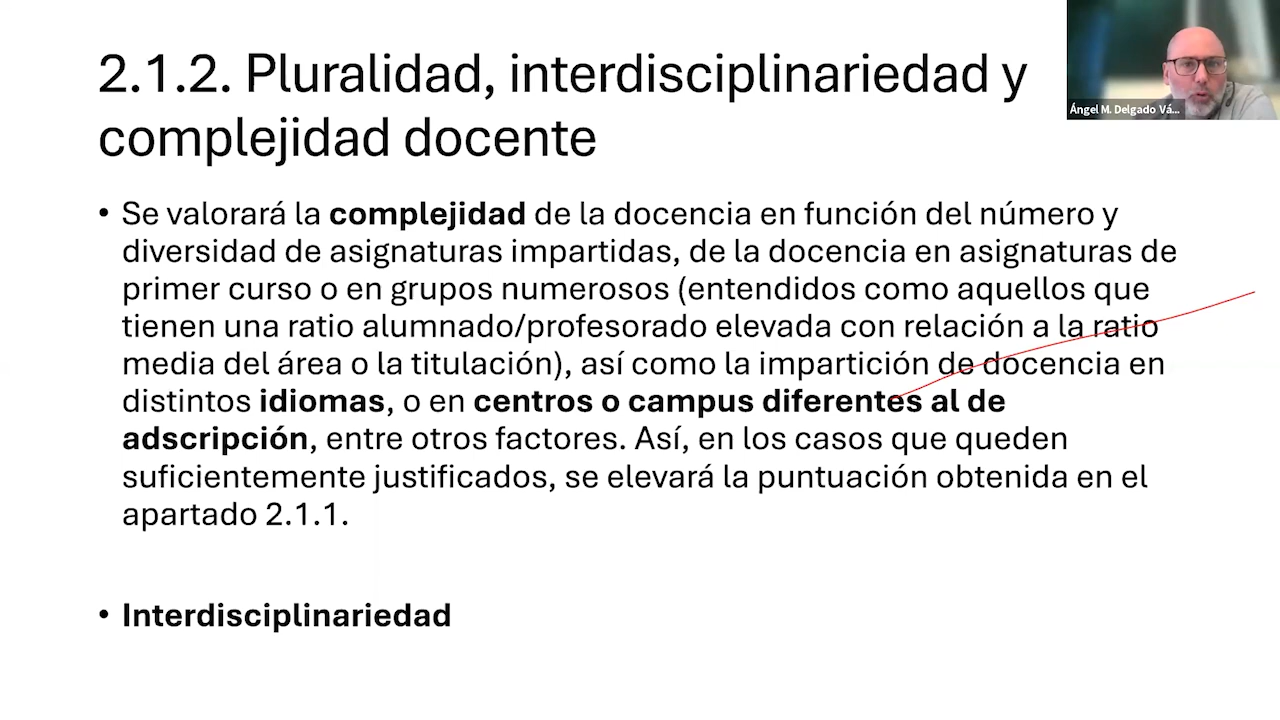 2.1.2. Pluralidad, interdisciplinariedad y
complejidad docente
Ángel M. Delgado Vá...
• Se valorará la complejidad de la docencia en función del número y
diversidad de asignaturas impartidas, de la docencia en asignaturas de
primer curso o en grupos numerosos (entendidos como aquellos que
tienen una ratio alumnado/profesorado elevada con relación a la ratio
media del área o la titulación), así como la impartición de docencia en
distintos idiomas, o en centros o campus diferentes al de
adscripción, entre otros factores. Así, en los casos que queden
suficientemente justificados, se elevará la puntuación obtenida en el
apartado 2.1.1.
• Interdisciplinariedad